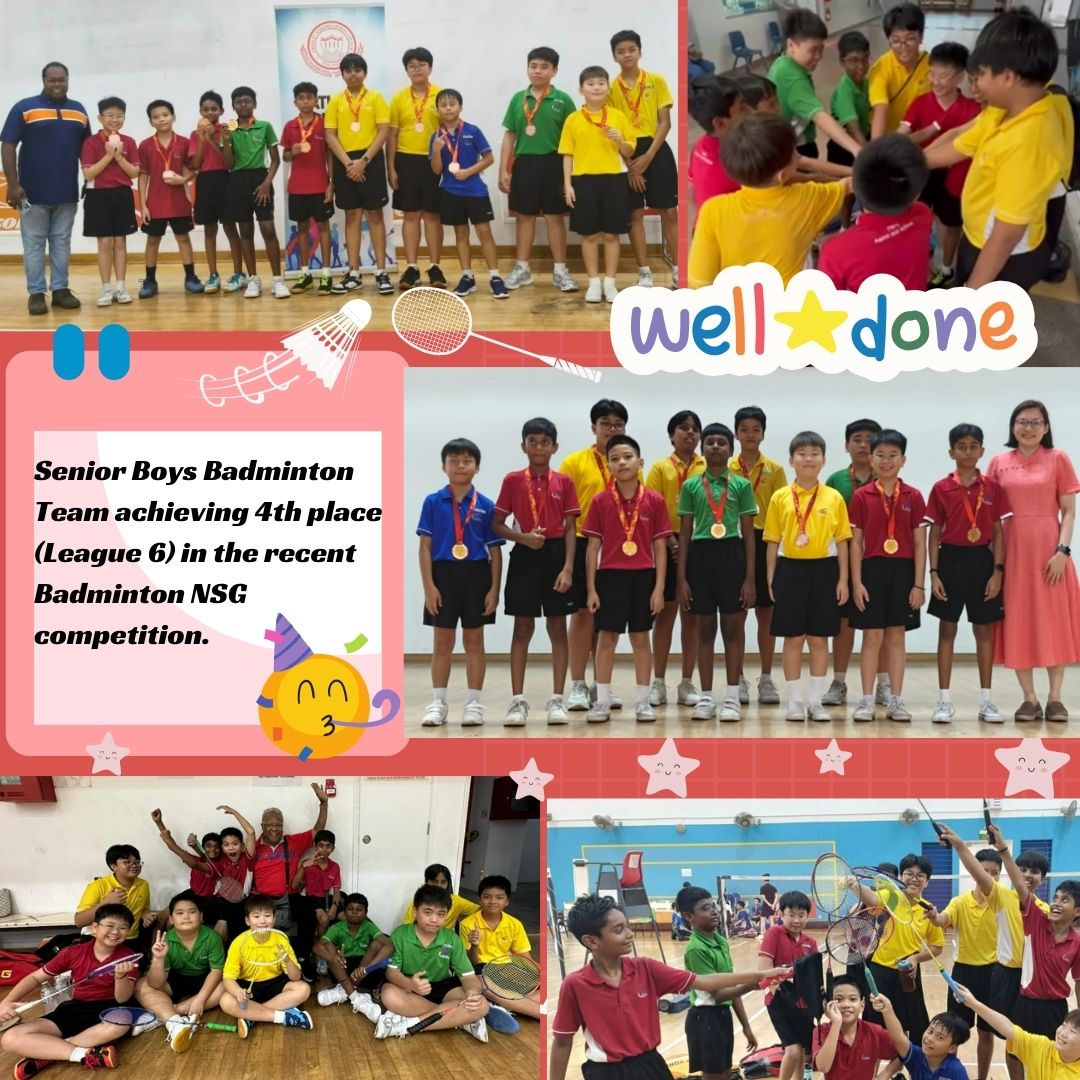 well done
Senior Boys Badminton
Team achieving 4th place
(League 6) in the recent
Badminton NSG
competition.